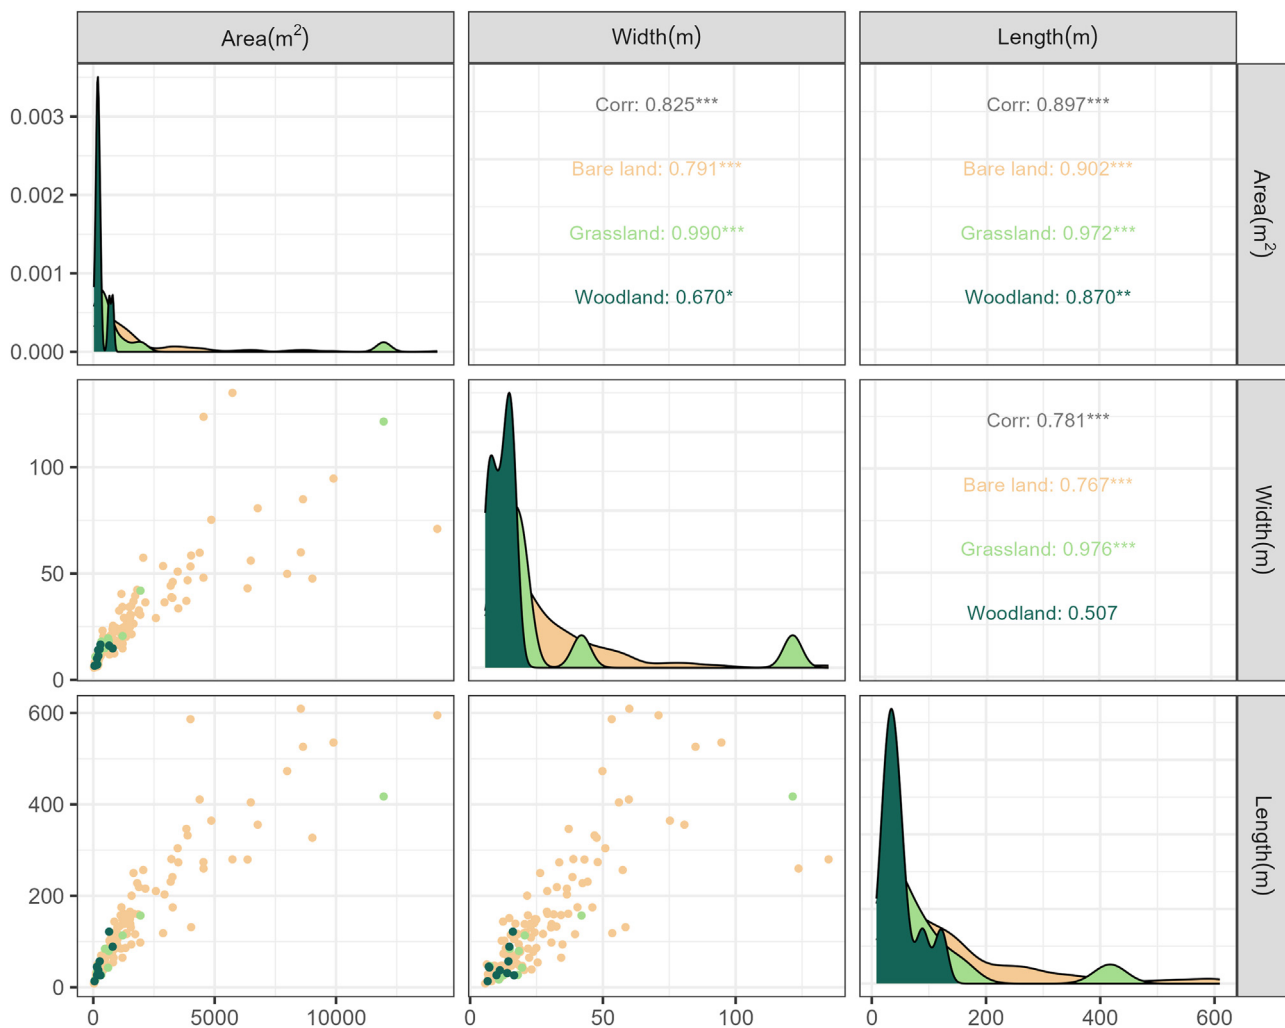 Area(m²)
Width(m)
Length(m)
0.003
0.002
0.001
0.000
Corr: 0.825***
Bare land: 0.791***
Grassland: 0.990***
Woodland: 0.670*
Corr: 0.897***
Bare land: 0.902***
Grassland: 0.972***
Woodland: 0.870**
Area(m²)
100
50
0
Corr: 0.781***
Bare land: 0.767***
Grassland: 0.976***
Woodland: 0.507
Width(m)
600
400
200
0
Length(m)
0
5000
10000
0
50
100
0
200
400
600